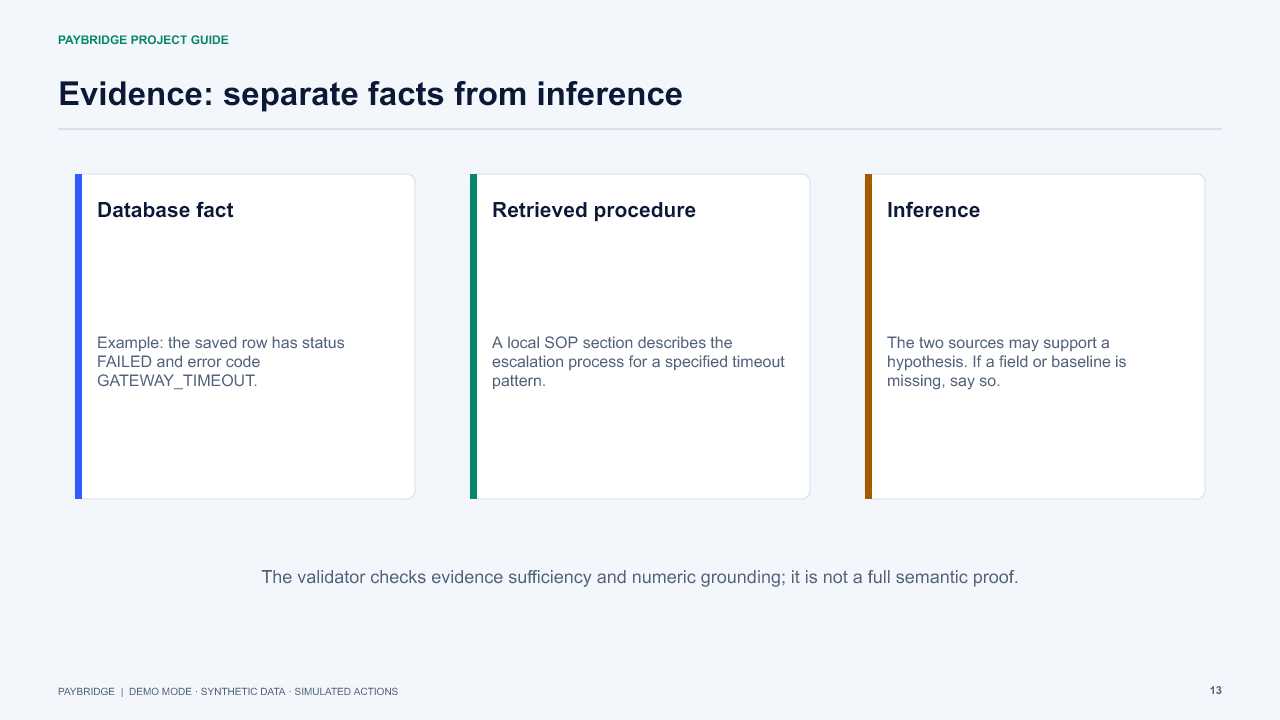 PAYBRIDGE PROJECT GUIDE
Evidence: separate facts from inference
Database fact
Example: the saved row has status
FAILED and error code
GATEWAY_TIMEOUT.
Retrieved procedure
A local SOP section describes the
escalation process for a specified timeout
pattern.
Inference
The two sources may support a
hypothesis. If a field or baseline is
missing, say so.
The validator checks evidence sufficiency and numeric grounding; it is not a full semantic proof.
PAYBRIDGE | DEMO MODE · SYNTHETIC DATA · SIMULATED ACTIONS
13